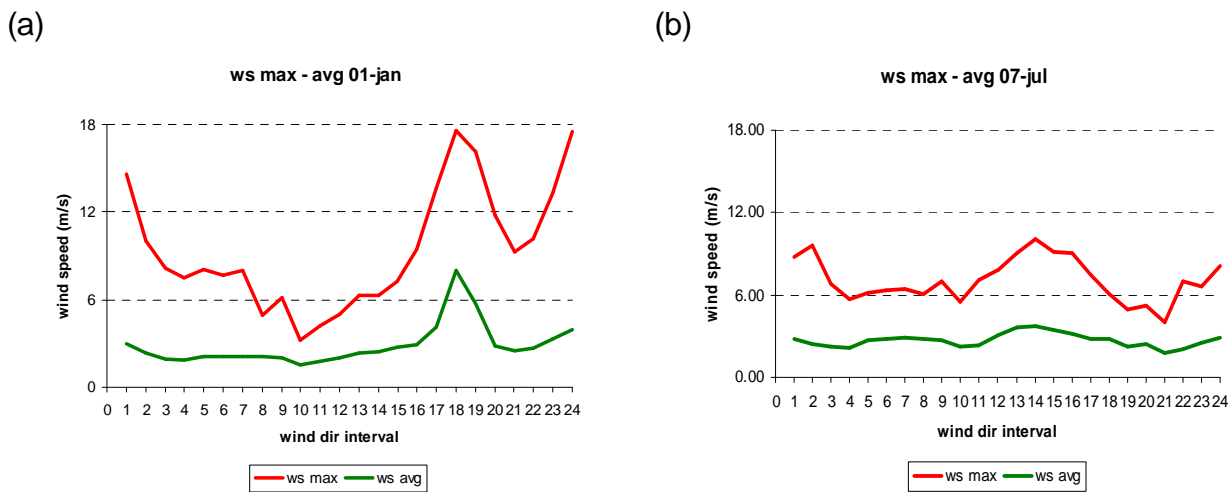 (a)
ws max - avg 01-jan
wind speed (m/s)
18
12
6
0
0 1 2 3 4 5 6 7 8 9 10 11 12 13 14 15 16 17 18 19 20 21 22 23 24
wind dir interval
ws max ws avg
(b)
ws max - avg 07-jul
wind speed (m/s)
18.00
12.00
6.00
0.00
0 1 2 3 4 5 6 7 8 9 10 11 12 13 14 15 16 17 18 19 20 21 22 23 24
wind dir interval
ws max ws avg